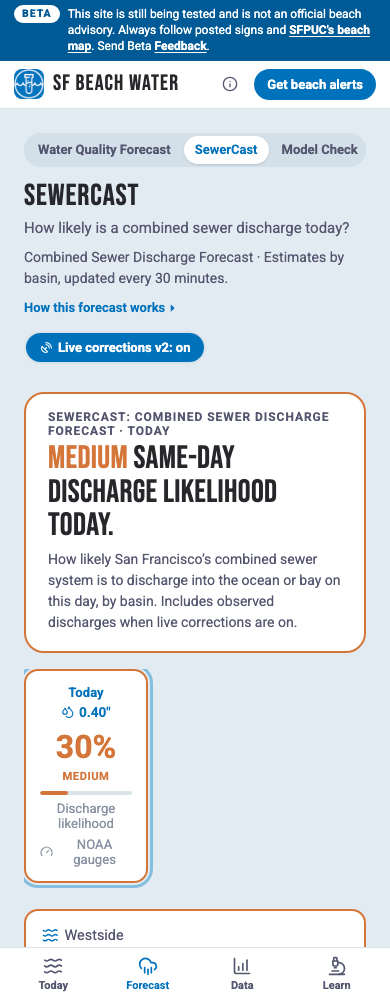 BETA
This site is still being tested and is not an official beach
advisory. Always follow posted signs and SFPUC's beach
map. Send Beta Feedback.
SF BEACH WATER
Get beach alerts
Water Quality Forecast
SewerCast
Model Check
SEWERCAST
How likely is a combined sewer discharge today?
Combined Sewer Discharge Forecast · Estimates by
basin, updated every 30 minutes.
How this forecast works
Live corrections v2: on
SEWERCAST: COMBINED SEWER DISCHARGE
FORECAST · TODAY
MEDIUM SAME-DAY
DISCHARGE LIKELIHOOD
TODAY.
How likely San Francisco's combined sewer
system is to discharge into the ocean or bay on
this day, by basin. Includes observed
discharges when live corrections are on.
Today
0.40"
30%
MEDIUM
Discharge
likelihood
NOAA
gauges
Westside
Today
Forecast
Data
Learn